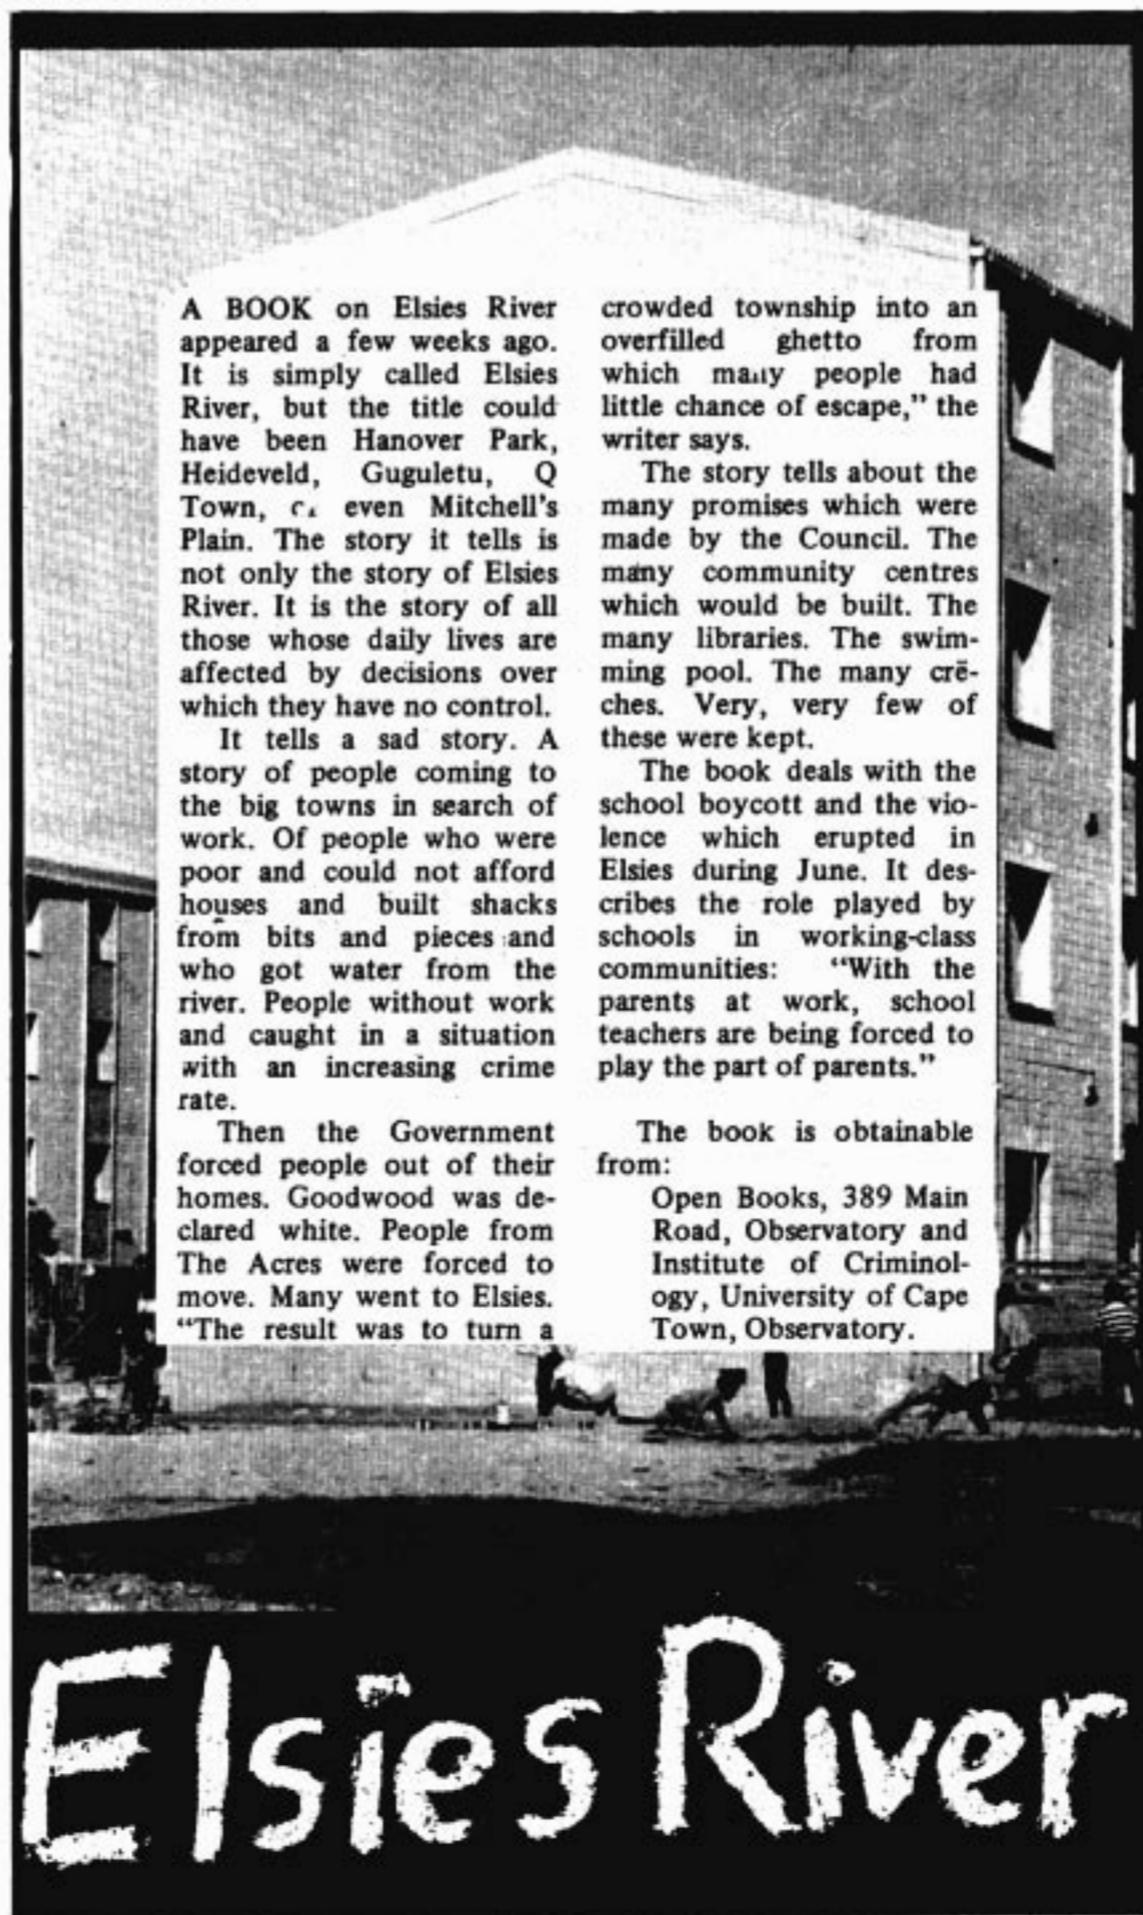 A BOOK on Elsies River
appeared a few weeks ago.
It is simply called Elsies
River, but the title could
have been Hanover Park,
Heideveld, Guguletu, Q
Town, even Mitchell's
Plain. The story it tells is
not only the story of Elsies
River. It is the story of all
those whose daily lives are
affected by decisions over
which they have no control.
It tells a sad story. A
story of people coming to
the big towns in search of
work. Of people who were
poor and could not afford
houses and built shacks
from bits and pieces and
who got water from the
river. People without work
and caught in a situation
with an increasing crime
rate.
Then the Government
forced people out of their
homes. Goodwood was de-
clared white. People from
The Acres were forced to
move. Many went to Elsies.
"The result was to turn a
crowded township into an
overfilled ghetto from
which many people had
little chance of escape," the
writer says.
The story tells about the
many promises which were
made by the Council. The
many community centres
which would be built. The
many libraries. The swim-
ming pool. The many crē-
ches. Very, very few of
these were kept.
The book deals with the
school boycott and the vio-
lence which erupted in
Elsies during June. It des-
cribes the role played by
schools in working-class
communities: "With the
parents at work, school
teachers are being forced to
play the part of parents."
The book is obtainable
from:
Open Books, 389 Main
Road, Observatory and
Institute of Criminol-
ogy, University of Cape
Town, Observatory.
Elsies River